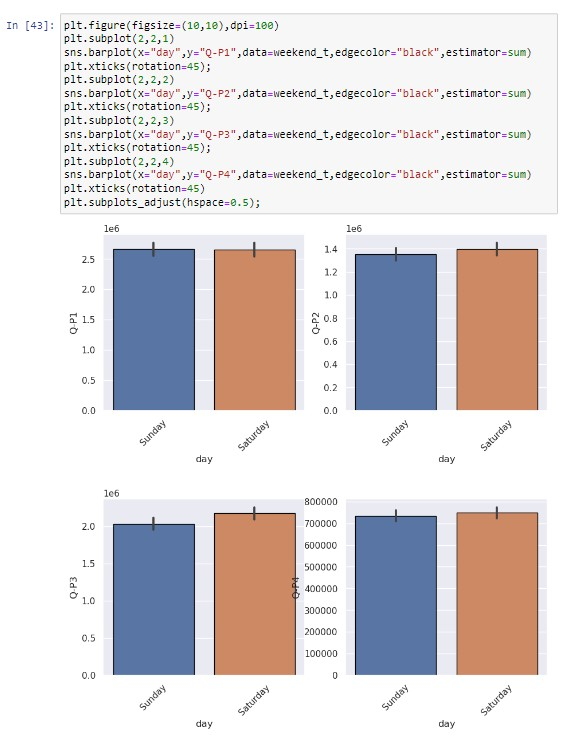 In [43]: plt.figure(figsize=(10,10),dpi=100)
plt.subplot(2,2,1)
sns.barplot(x="day",y="Q-P1",data=weekend_t,edgecolor="black",estimator=sum)
plt.xticks(rotation=45);
plt.subplot(2,2,2)
sns.barplot(x="day",y="Q-P2",data=weekend_t,edgecolor="black",estimator=sum)
plt.xticks(rotation=45);
plt.subplot(2,2,3)
sns.barplot(x="day",y="Q-P3",data=weekend_t,edgecolor="black",estimator=sum)
plt.xticks(rotation=45);
plt.subplot(2,2,4)
sns.barplot(x="day",y="Q-P4",data=weekend_t,edgecolor="black",estimator=sum)
plt.xticks(rotation=45)
plt.subplots_adjust(hspace=0.5);
1e6
2.5
2.0
1.5
1.0
0.5
0.0
Q-P1
Sunday
Saturday
day
1e6
1.4
1.2
1.0
0.8
0.6
0.4
0.2
0.0
Q-P2
Sunday
Saturday
day
1e6
2.0
1.5
1.0
0.5
0.0
Q-P3
Sunday
Saturday
day
800000
700000
600000
500000
400000
300000
200000
100000
0
Q-P4
Sunday
Saturday
day